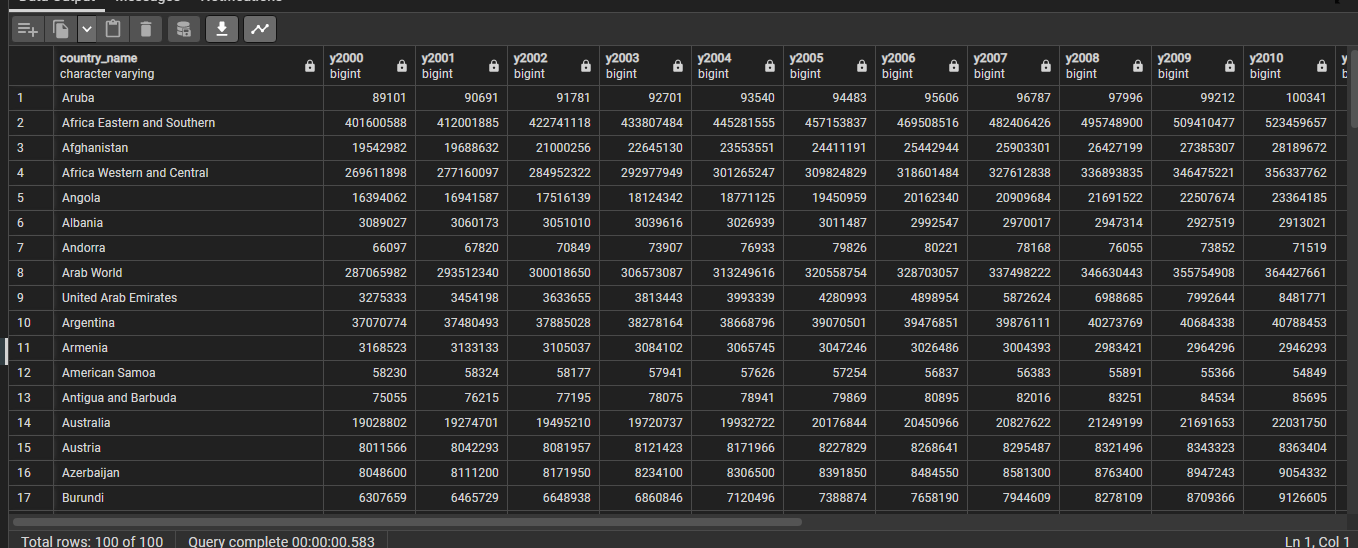 Data Output Messages Notifications
country_name y2000 y2001 y2002 y2003 y2004 y2005 y2006 y2007 y2008 y2009 y2010
character varying bigint bigint bigint bigint bigint bigint bigint bigint bigint bigint bigint
1 Aruba 89101 90691 91781 92701 93540 94483 95606 96787 97996 99212 100341
2 Africa Eastern and Southern 401600588 412001885 422741118 433807484 445281555 457153837 469508516 482406426 495748900 509410477 523459657
3 Afghanistan 19542982 19688632 21000256 22645130 23553551 24411191 25442944 25903301 26427199 27385307 28189672
4 Africa Western and Central 269611898 277160097 284952322 292977949 301265247 309824829 318601484 327612838 336893835 346475221 356337762
5 Angola 16394062 16941587 17516139 18124342 18771125 19450959 20162340 20909684 21691522 22507674 23364185
6 Albania 3089027 3060173 3051010 3039616 3026939 3011487 2992547 2970017 2947314 2927519 2913021
7 Andorra 66097 67820 70849 73907 76933 79826 80221 78168 76055 73852 71519
8 Arab World 287065982 293512340 300018650 306573087 313249616 320558754 328703057 337498222 346630443 355754908 364427661
9 United Arab Emirates 3275333 3454198 3633655 3813443 3993339 4280993 4898954 5872624 6988685 7992644 8481771
10 Argentina 37070774 37480493 37885028 38278164 38668796 39070501 39476851 39876111 40273769 40684338 40788453
11 Armenia 3168523 3133133 3105037 3084102 3065745 3047246 3026486 3004393 2983421 2964296 2946293
12 American Samoa 58230 58324 58177 57941 57626 57254 56837 56383 55891 55366 54849
13 Antigua and Barbuda 75055 76215 77195 78075 78941 79869 80895 82016 83251 84534 85695
14 Australia 19028802 19274701 19495210 19720737 19932722 20176844 20450966 20827622 21249199 21691653 22031750
15 Austria 8011566 8042293 8081957 8121423 8171966 8227829 8268641 8295487 8321496 8343323 8363404
16 Azerbaijan 8048600 8111200 8171950 8234100 8306500 8391850 8484550 8581300 8763400 8947243 9054332
17 Burundi 6307659 6465729 6648938 6860846 7120496 7388874 7658190 7944609 8278109 8709366 9126605
Total rows: 100 of 100 Query complete 00:00:00.583 Ln 1, Col 1